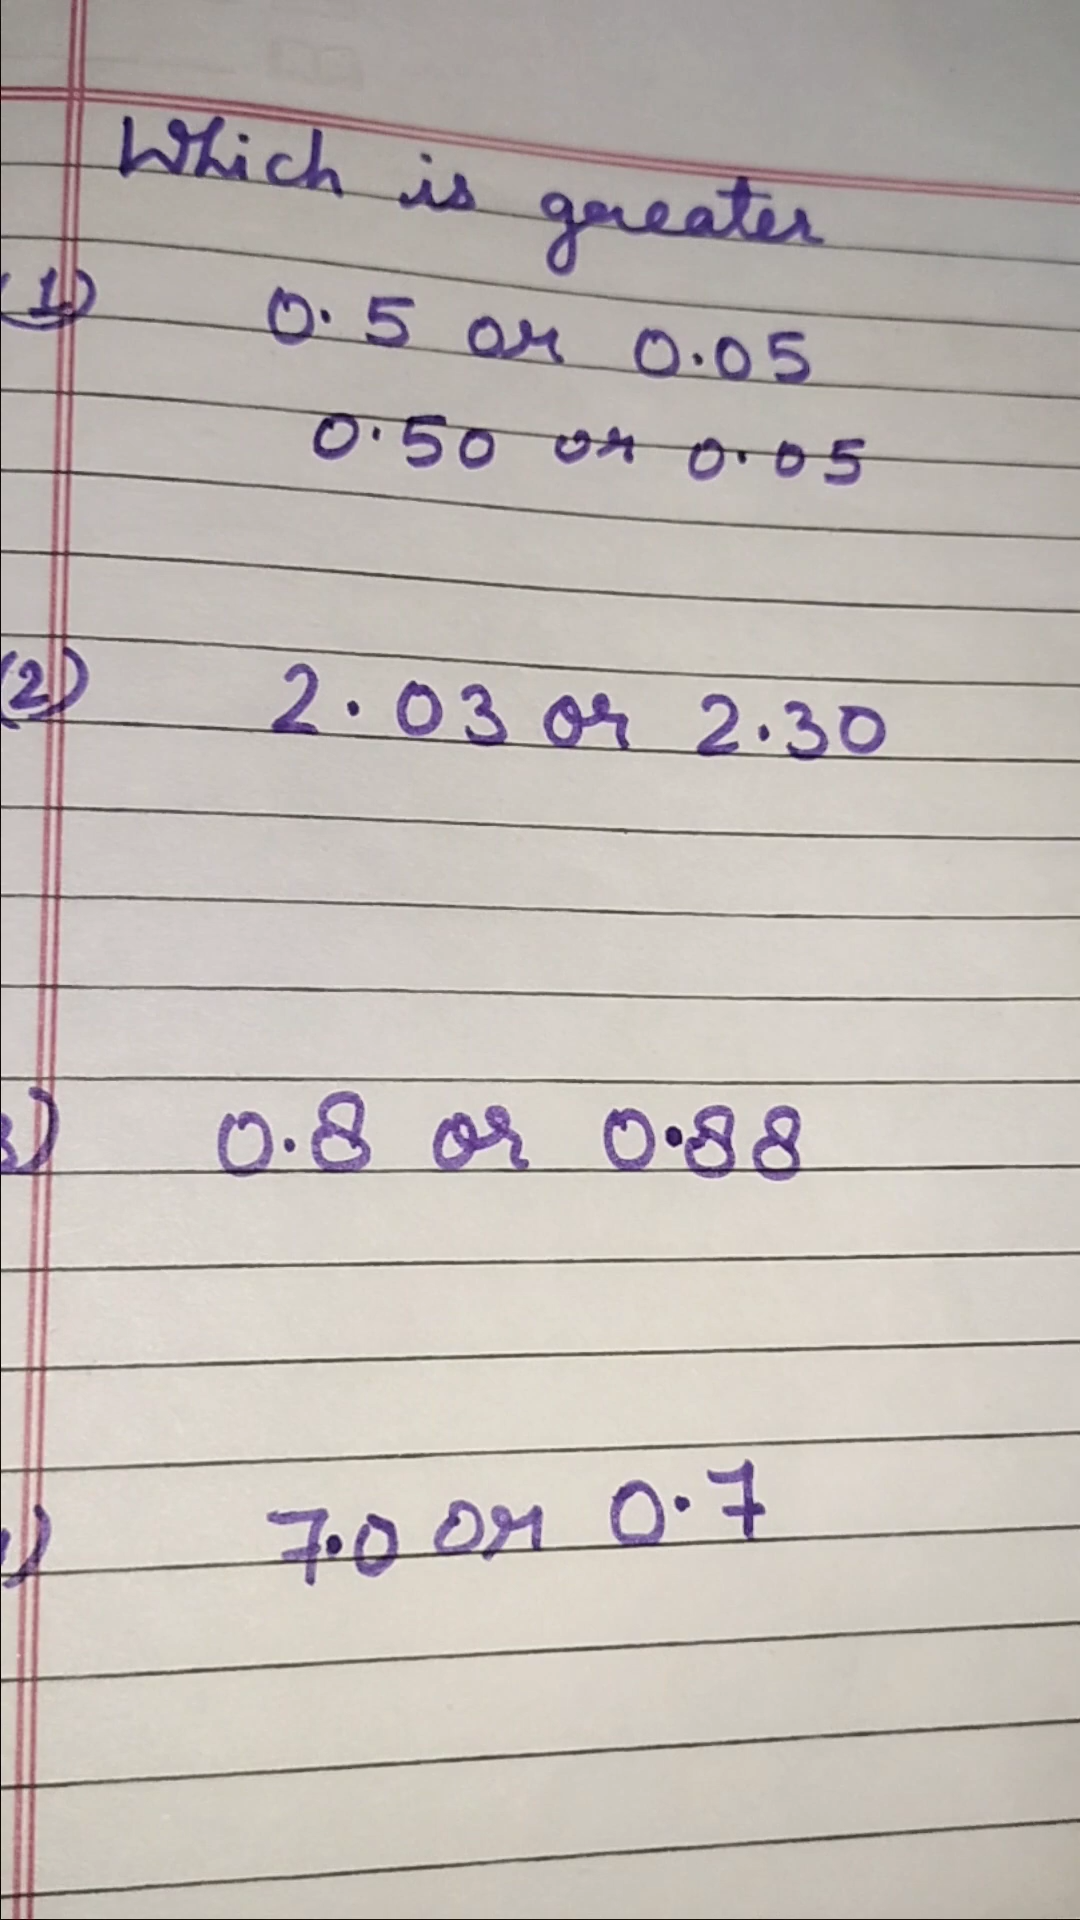 Which is greater
(1) 0.5 or 0.05
0.50 or 0.05
(2) 2.03 or 2.30
3) 0.8 or 0.88
) 7.0 or 0.7